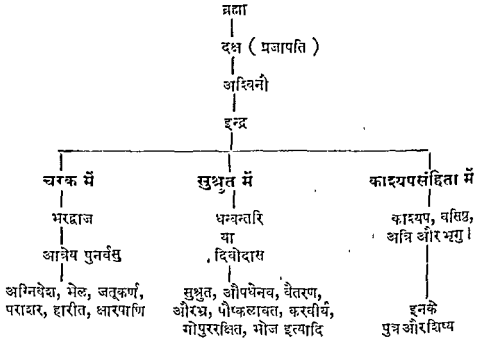 ब्रह्मा
दक्ष ( प्रजापति )
अश्विनी
इन्द्र
चरक में
सुश्रुत में
काश्यपसंहिता में
भरद्वाज
आत्रेय पुनर्वसु
अग्निवेश, भेल, जतूकर्ण,
पराशर, हारीत, क्षारपाणि
धन्वन्तरि
या
दिवोदास
सुश्रुत, औपधेनव, वैतरण,
औरभ्र, पौष्कलावत, करवीर्य,
गोपुररक्षित, भोज इत्यादि
काश्यप, वसिष्ठ,
अत्रि और भृगु।
इनके
पुत्र और शिष्य